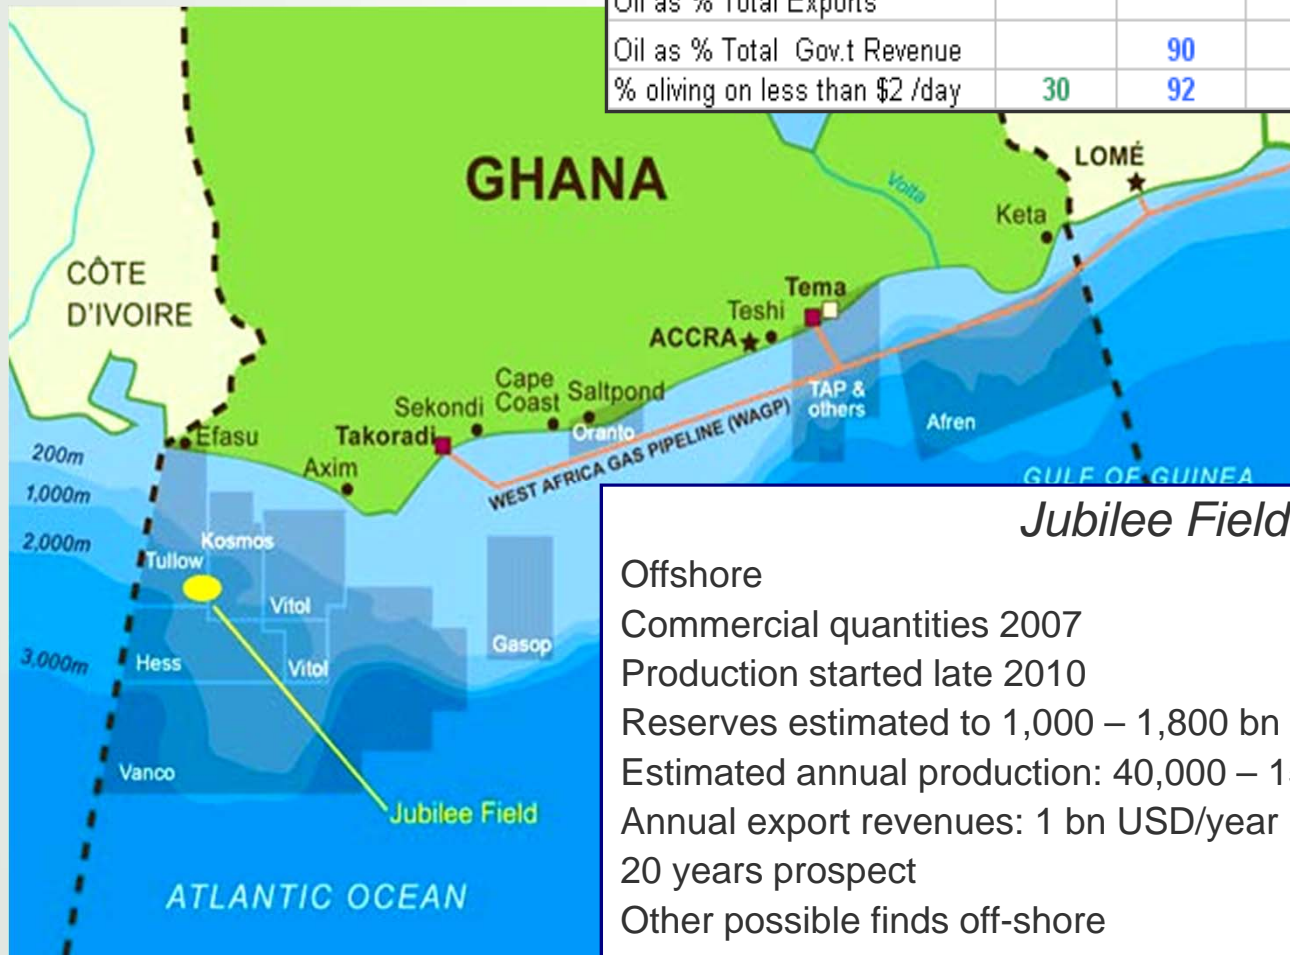 Oil as % Total Exports
Oil as % Total Gov.t Revenue 90
% oliving on less than $2 /day 30 92
GHANA
LOMÉ
Volta
Keta
CÔTE
D'IVOIRE
Tema
Teshi
ACCRA
Cape
Coast
Saltpond
Sekondi
Takoradi
Efasu
Axim
Oranto
TAP &
others
Afren
WEST AFRICA GAS PIPELINE (WAGP)
GULF OF GUINEA
200m
1,000m
2,000m
3,000m
Kosmos
Tullow
Vitol
Hess
Vitol
Gasop
Vanco
Jubilee Field
ATLANTIC OCEAN
Jubilee Field
Offshore
Commercial quantities 2007
Production started late 2010
Reserves estimated to 1,000 – 1,800 bn
Estimated annual production: 40,000 – 1
Annual export revenues: 1 bn USD/year
20 years prospect
Other possible finds off-shore